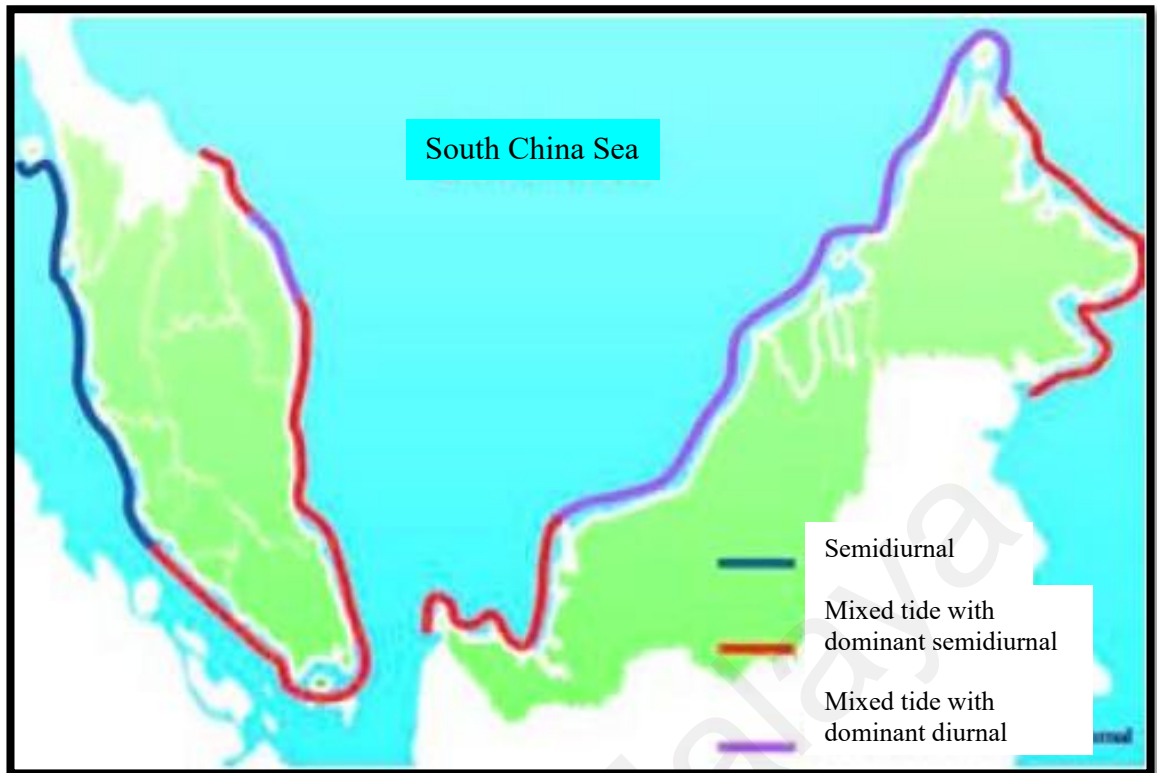 South China Sea
Semidiurnal
Mixed tide with
dominant semidiurnal
Mixed tide with
dominant diurnal